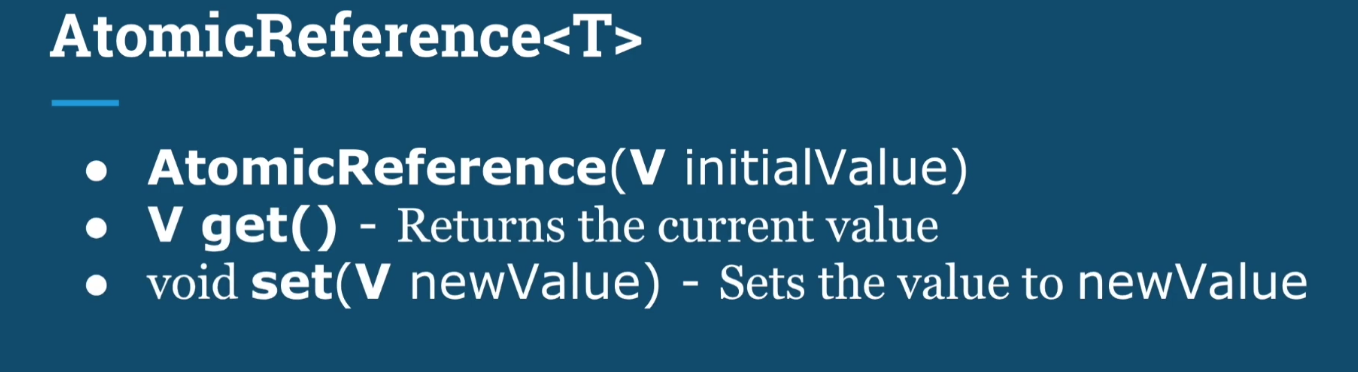 AtomicReference<T>
● AtomicReference(V initialValue)
● V get() - Returns the current value
● void set(V newValue) - Sets the value to newValue